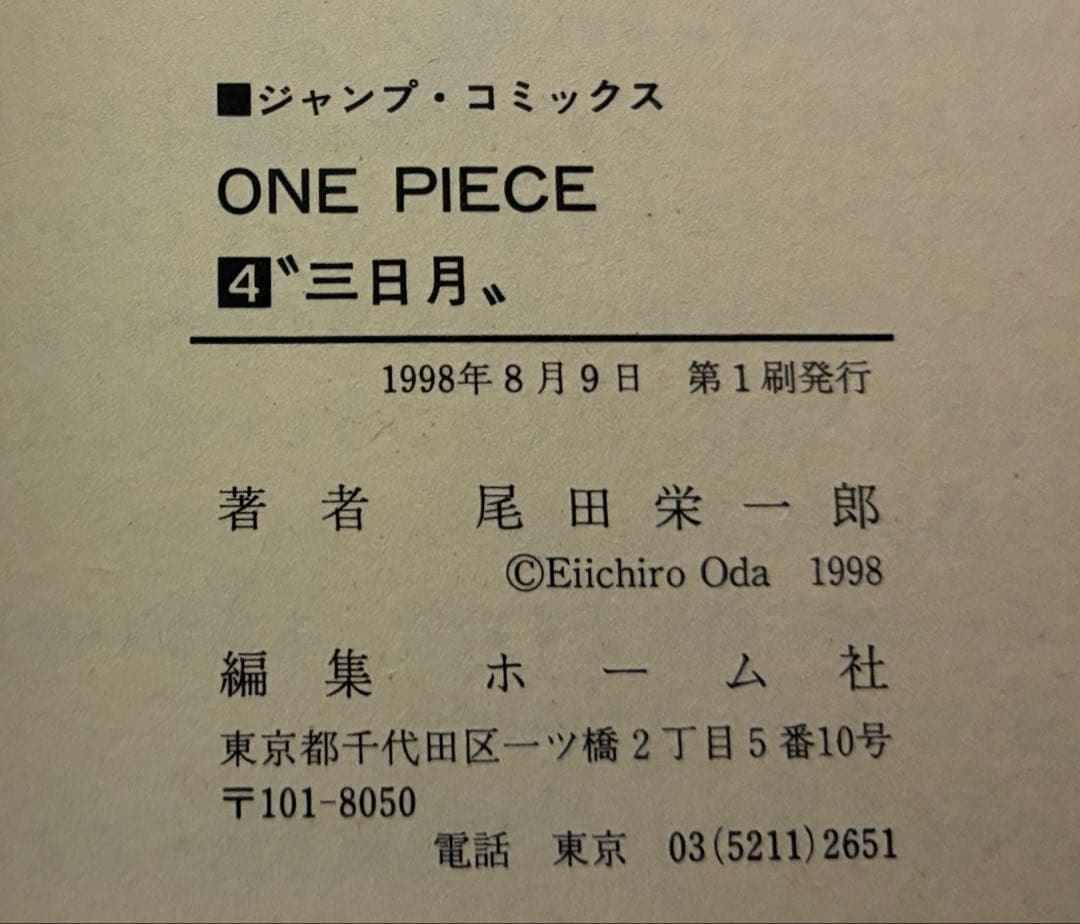 ■ジャンプ・コミックス
ONE PIECE
4〝三日月〟
1998年8月9日 第1刷発行
著者 尾田栄一郎
©Eiichiro Oda 1998
編集 ホーム社
東京都千代田区一ツ橋2丁目5番10号
〒101-8050
電話 東京 03(5211)2651